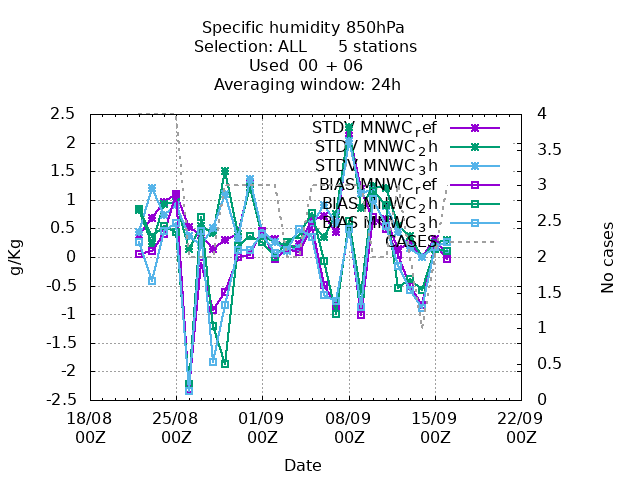 Specific humidity 850hPa
Selection: ALL      5 stations
Used  00 + 06
Averaging window: 24h
2.5
2
1.5
1
0.5
0
-0.5
-1
-1.5
-2
-2.5
4
3.5
3
2.5
2
1.5
1
0.5
0
g/Kg
No cases
STDV MNWC_ref
STDV MNWC_2h
STDV MNWC_3h
BIAS MNWC_ref
BIAS MNWC_2h
BIAS MNWC_3h
CASES
18/08 25/08 01/09 08/09 15/09 22/09
00Z 00Z 00Z 00Z 00Z 00Z
Date